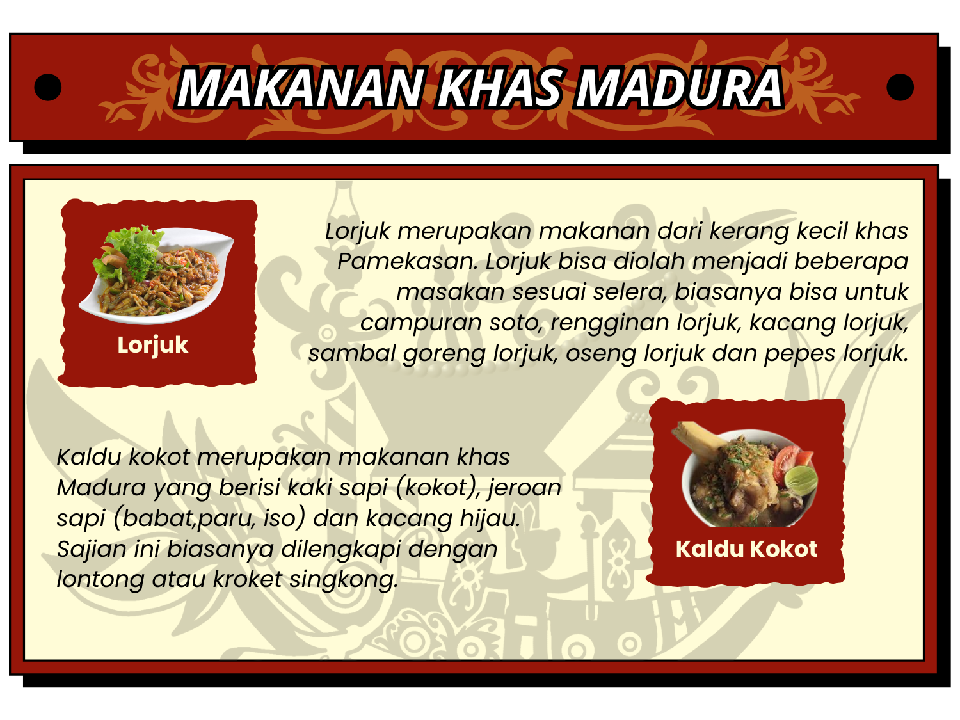 MAKANAN KHAS MADURA
Lorjuk
Lorjuk merupakan makanan dari kerang kecil khas
Pamekasan. Lorjuk bisa diolah menjadi beberapa
masakan sesuai selera, biasanya bisa untuk
campuran soto, rengginan lorjuk, kacang lorjuk,
sambal goreng lorjuk, oseng lorjuk dan pepes lorjuk.
Kaldu kokot merupakan makanan khas
Madura yang berisi kaki sapi (kokot), jeroan
sapi (babat,paru, iso) dan kacang hijau.
Sajian ini biasanya dilengkapi dengan
lontong atau kroket singkong.
Kaldu Kokot